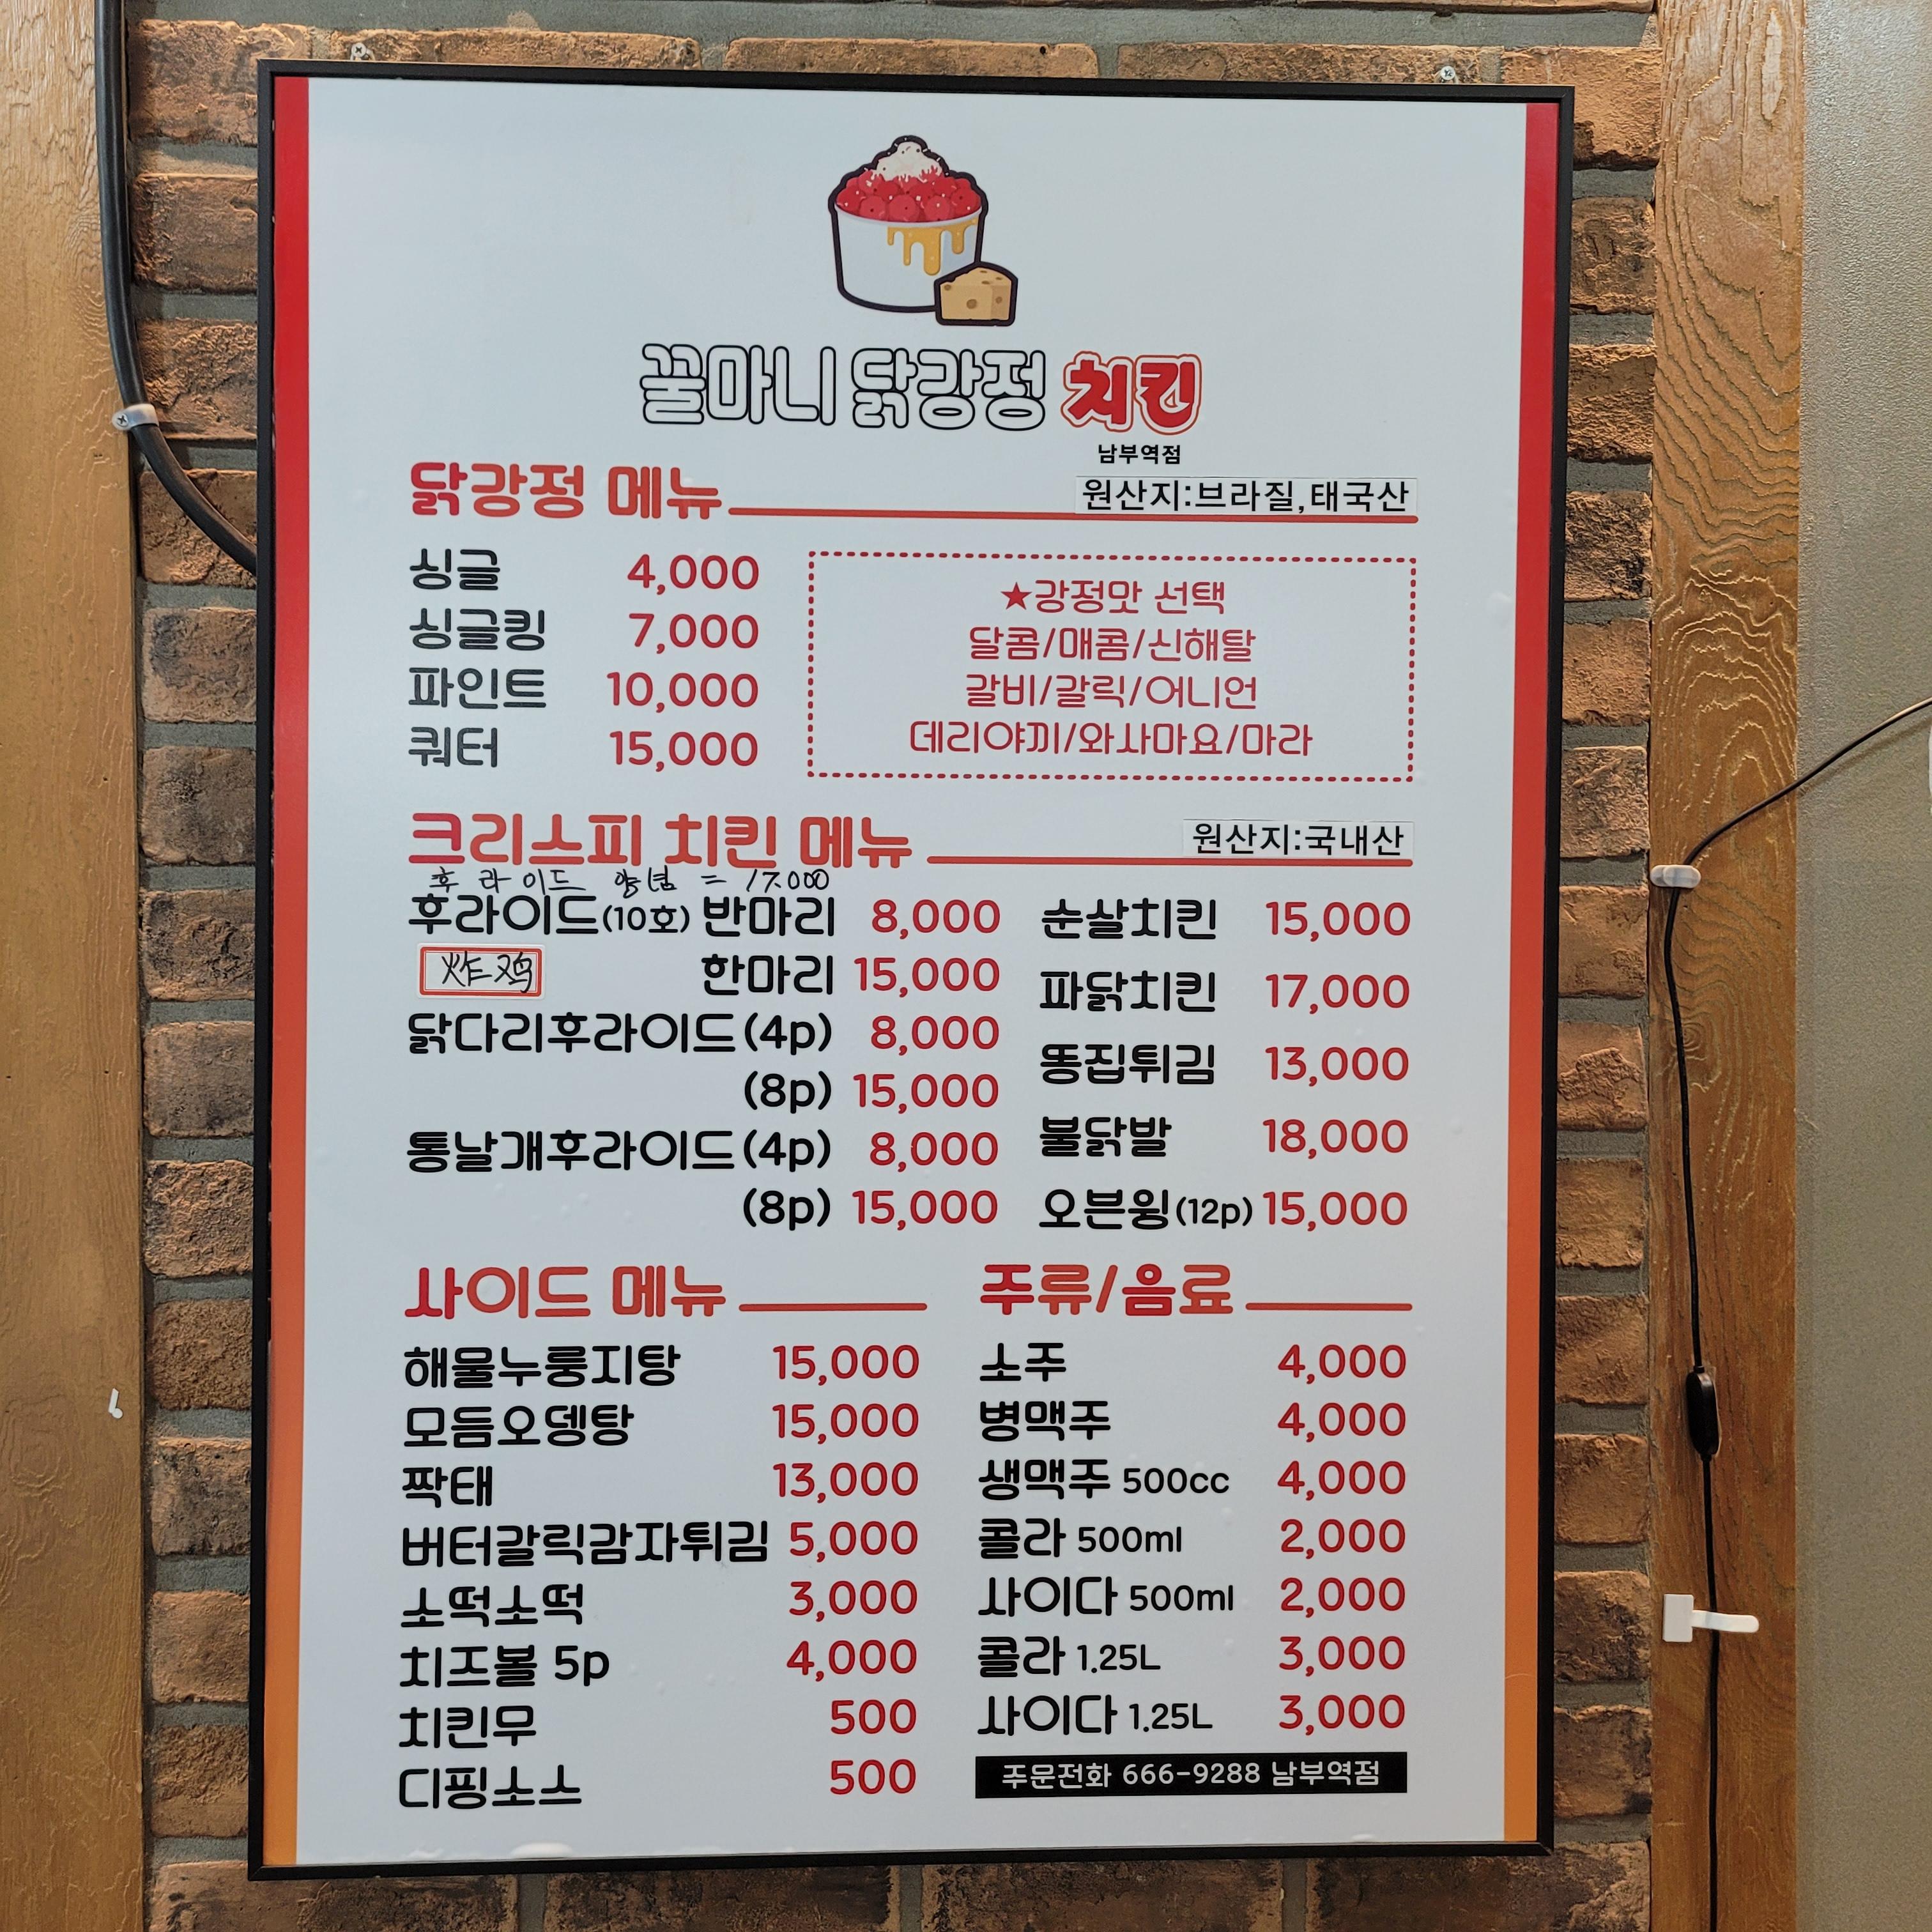 꿀마니 닭강정 치킨
남부역점
닭강정 메뉴
원산지:브라질,태국산
싱글 4,000
싱글킹 7,000
파인트 10,000
쿼터 15,000
★강정맛 선택
달콤/매콤/신해탈
갈비/갈릭/어니언
데리야끼/와사마요/마라
크리스피 치킨 메뉴
원산지:국내산
후라이드 양념 = 17.000
후라이드(10호) 반마리 8,000
炸鸡
한마리 15,000
닭다리후라이드(4p) 8,000
(8p) 15,000
통날개후라이드(4p) 8,000
(8p) 15,000
순살치킨 15,000
파닭치킨 17,000
똥집튀김 13,000
불닭발 18,000
오븐윙(12p) 15,000
사이드 메뉴
해물누룽지탕 15,000
모듬오뎅탕 15,000
짝태 13,000
버터갈릭감자튀김 5,000
소떡소떡 3,000
치즈볼 5p 4,000
치킨무 500
디핑소스 500
주류/음료
소주 4,000
병맥주 4,000
생맥주 500cc 4,000
콜라 500ml 2,000
사이다 500ml 2,000
콜라 1.25L 3,000
사이다 1.25L 3,000
주문전화 666-9288 남부역점